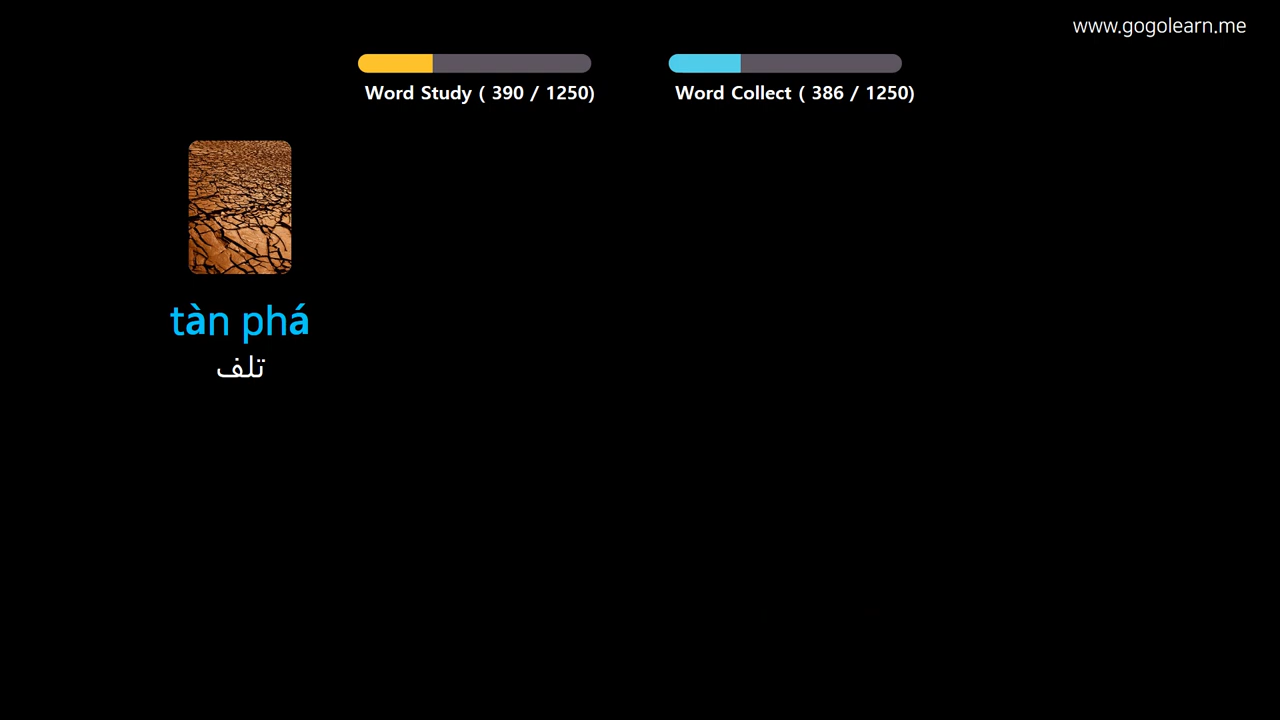 www.gogolearn.me
Word Study ( 390 / 1250)
Word Collect ( 386 / 1250)
tàn phá
تلف